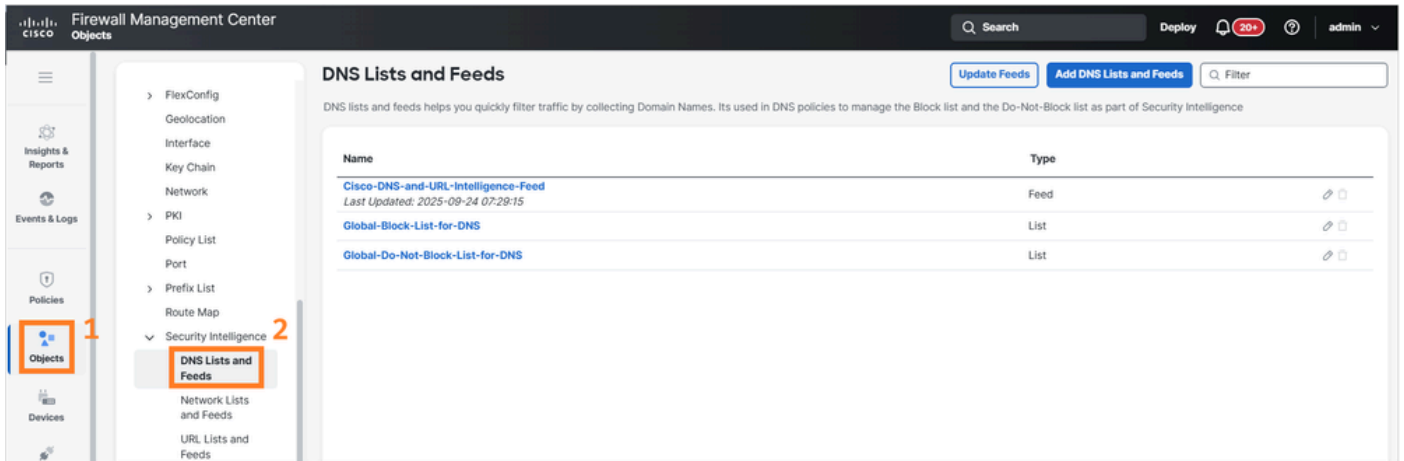 Firewall Management Center
CISCO Objects
Search
Deploy
20+
admin
DNS Lists and Feeds
Update Feeds
Add DNS Lists and Feeds
Filter
DNS lists and feeds helps you quickly filter traffic by collecting Domain Names. Its used in DNS policies to manage the Block list and the Do-Not-Block list as part of Security Intelligence
Insights &
Reports
Events & Logs
Policies
1
Objects
Devices
FlexConfig
Geolocation
Interface
Key Chain
Network
PKI
Policy List
Port
Prefix List
Route Map
Security Intelligence 2
DNS Lists and
Feeds
Network Lists
and Feeds
URL Lists and
Feeds
Name Type
Cisco-DNS-and-URL-Intelligence-Feed Feed
Last Updated: 2025-09-24 07:29:15
Global-Block-List-for-DNS List
Global-Do-Not-Block-List-for-DNS List